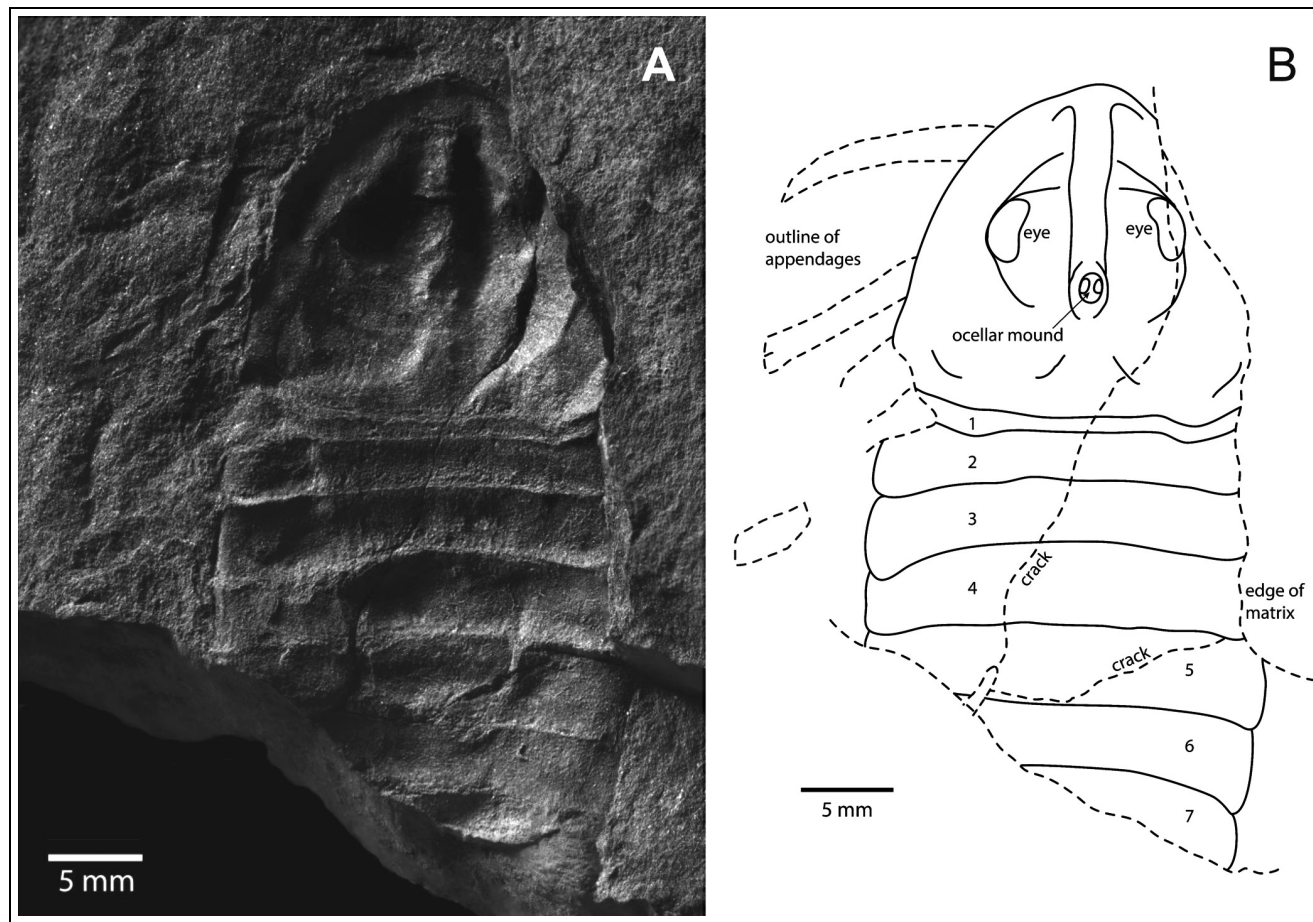 A
5 mm
B
outline of
appendages
eye
eye
ocellar mound
1
2
3
4
crack
edge of
matrix
crack
5
6
7
5 mm